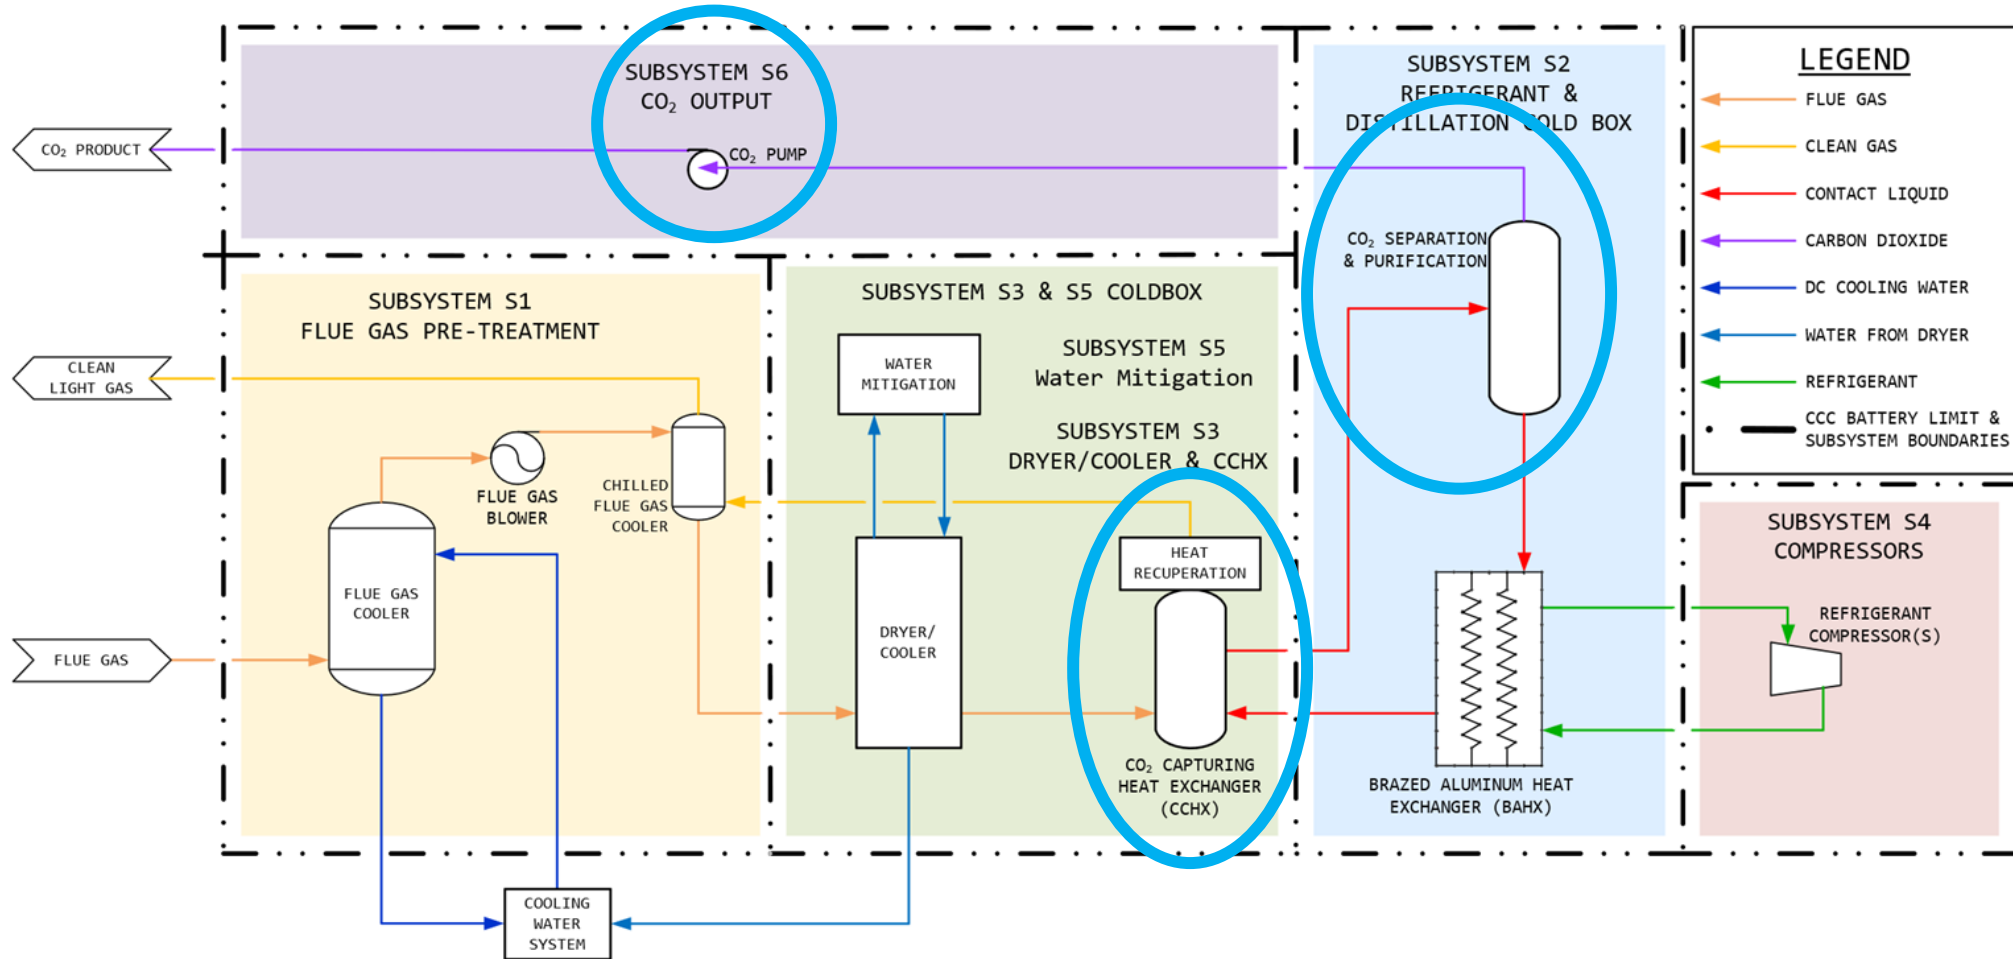 SUBSYSTEM S6
CO₂ OUTPUT
CO₂ PUMP
CO₂ PRODUCT
SUBSYSTEM S2
REFRIGERANT &
DISTILLATION COLD BOX
CO₂ SEPARATION
& PURIFICATION
BRAZED ALUMINUM HEAT
EXCHANGER (BAHX)
LEGEND
FLUE GAS
CLEAN GAS
CONTACT LIQUID
CARBON DIOXIDE
DC COOLING WATER
WATER FROM DRYER
REFRIGERANT
CCC BATTERY LIMIT &
SUBSYSTEM BOUNDARIES
SUBSYSTEM S1
FLUE GAS PRE-TREATMENT
CLEAN
LIGHT GAS
FLUE GAS
BLOWER
CHILLED
FLUE GAS
COOLER
FLUE GAS
COOLER
FLUE GAS
SUBSYSTEM S3 & S5 COLDBOX
WATER
MITIGATION
SUBSYSTEM S5
Water Mitigation
SUBSYSTEM S3
DRYER/COOLER & CCHX
HEAT
RECUPERATION
DRYER/
COOLER
CO₂ CAPTURING
HEAT EXCHANGER
(CCHX)
SUBSYSTEM S4
COMPRESSORS
REFRIGERANT
COMPRESSOR(S)
COOLING
WATER
SYSTEM